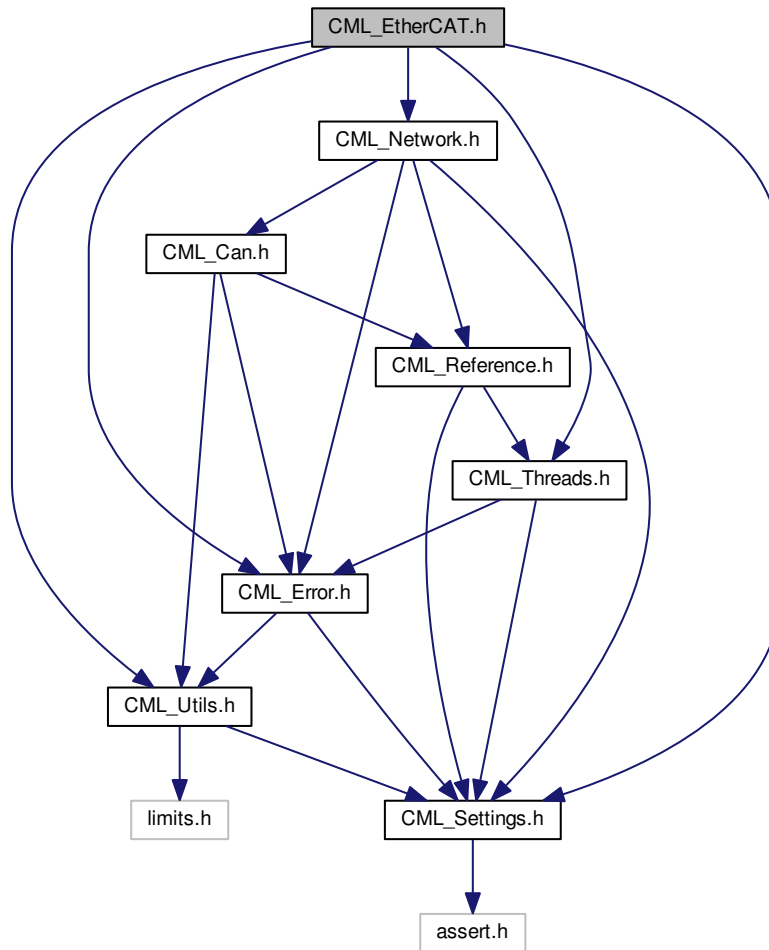 CML_EtherCAT.h
CML_Network.h
CML_Can.h
CML_Reference.h
CML_Threads.h
CML_Error.h
CML_Utils.h
limits.h
CML_Settings.h
assert.h